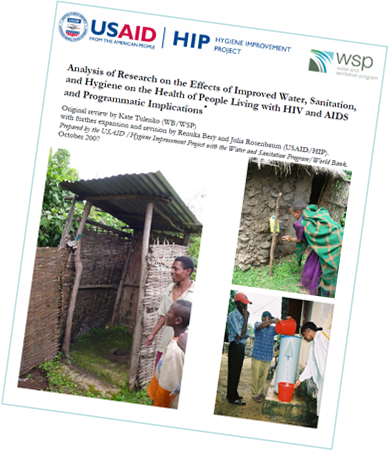 USAID
FROM THE AMERICAN PEOPLE
HIP
HYGIENE IMPROVEMENT
PROJECT
wsp
water and
sanitation program
Analysis of Research on the Effects of Improved Water, Sanitation,
and Hygiene on the Health of People Living with HIV and AIDS
and Programmatic Implications*
Original review by Kate Tulenko (WB/WSP)
with further expansion and revision by Renuka Bery and Julia Rosenbaum (USAID/HIP).
Prepared by the USAID /Hygiene Improvement Project with the Water and Sanitation Program/World Bank,
October 2007